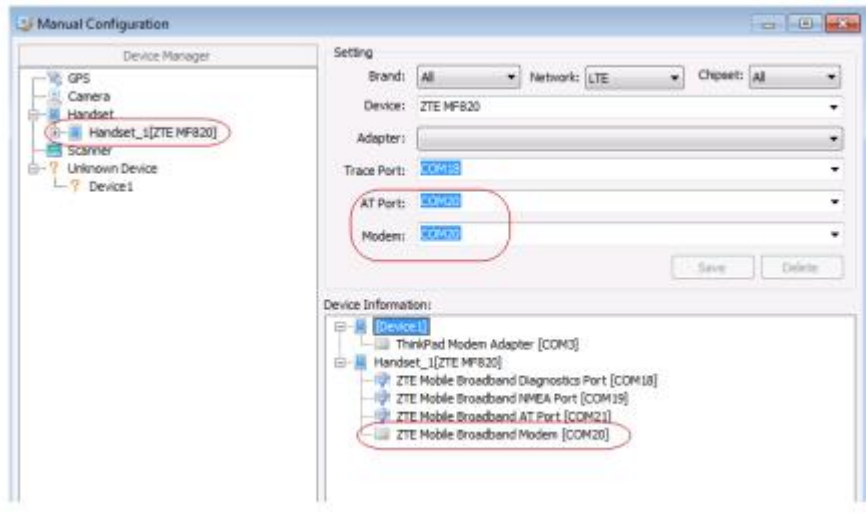 Manual Configuration
Device Manager
GPS
Camera
Handset
Handset_1[ZTE MF820]
Scanner
Unknown Device
Device1
Setting
Brand: All Network: LTE Chipset: All
Device: ZTE MF820
Adapter:
Trace Port: COM18
AT Port: COM20
Modem: COM20
Save Delete
Device Information:
[Device1]
ThinkPad Modem Adapter [COM3]
Handset_1[ZTE MF820]
ZTE Mobile Broadband Diagnostics Port [COM18]
ZTE Mobile Broadband NMEA Port [COM19]
ZTE Mobile Broadband AT Port [COM21]
ZTE Mobile Broadband Modem [COM20]